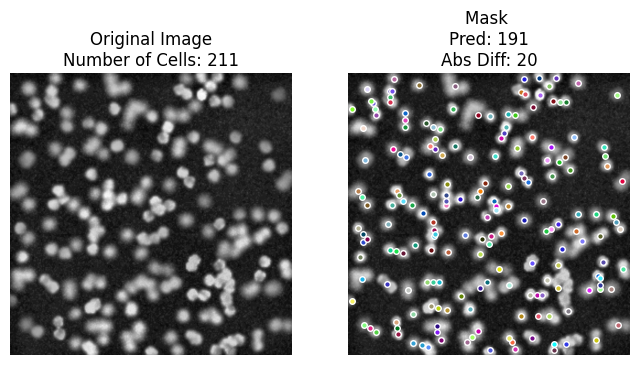 Original Image
Number of Cells: 211
Mask
Pred: 191
Abs Diff: 20